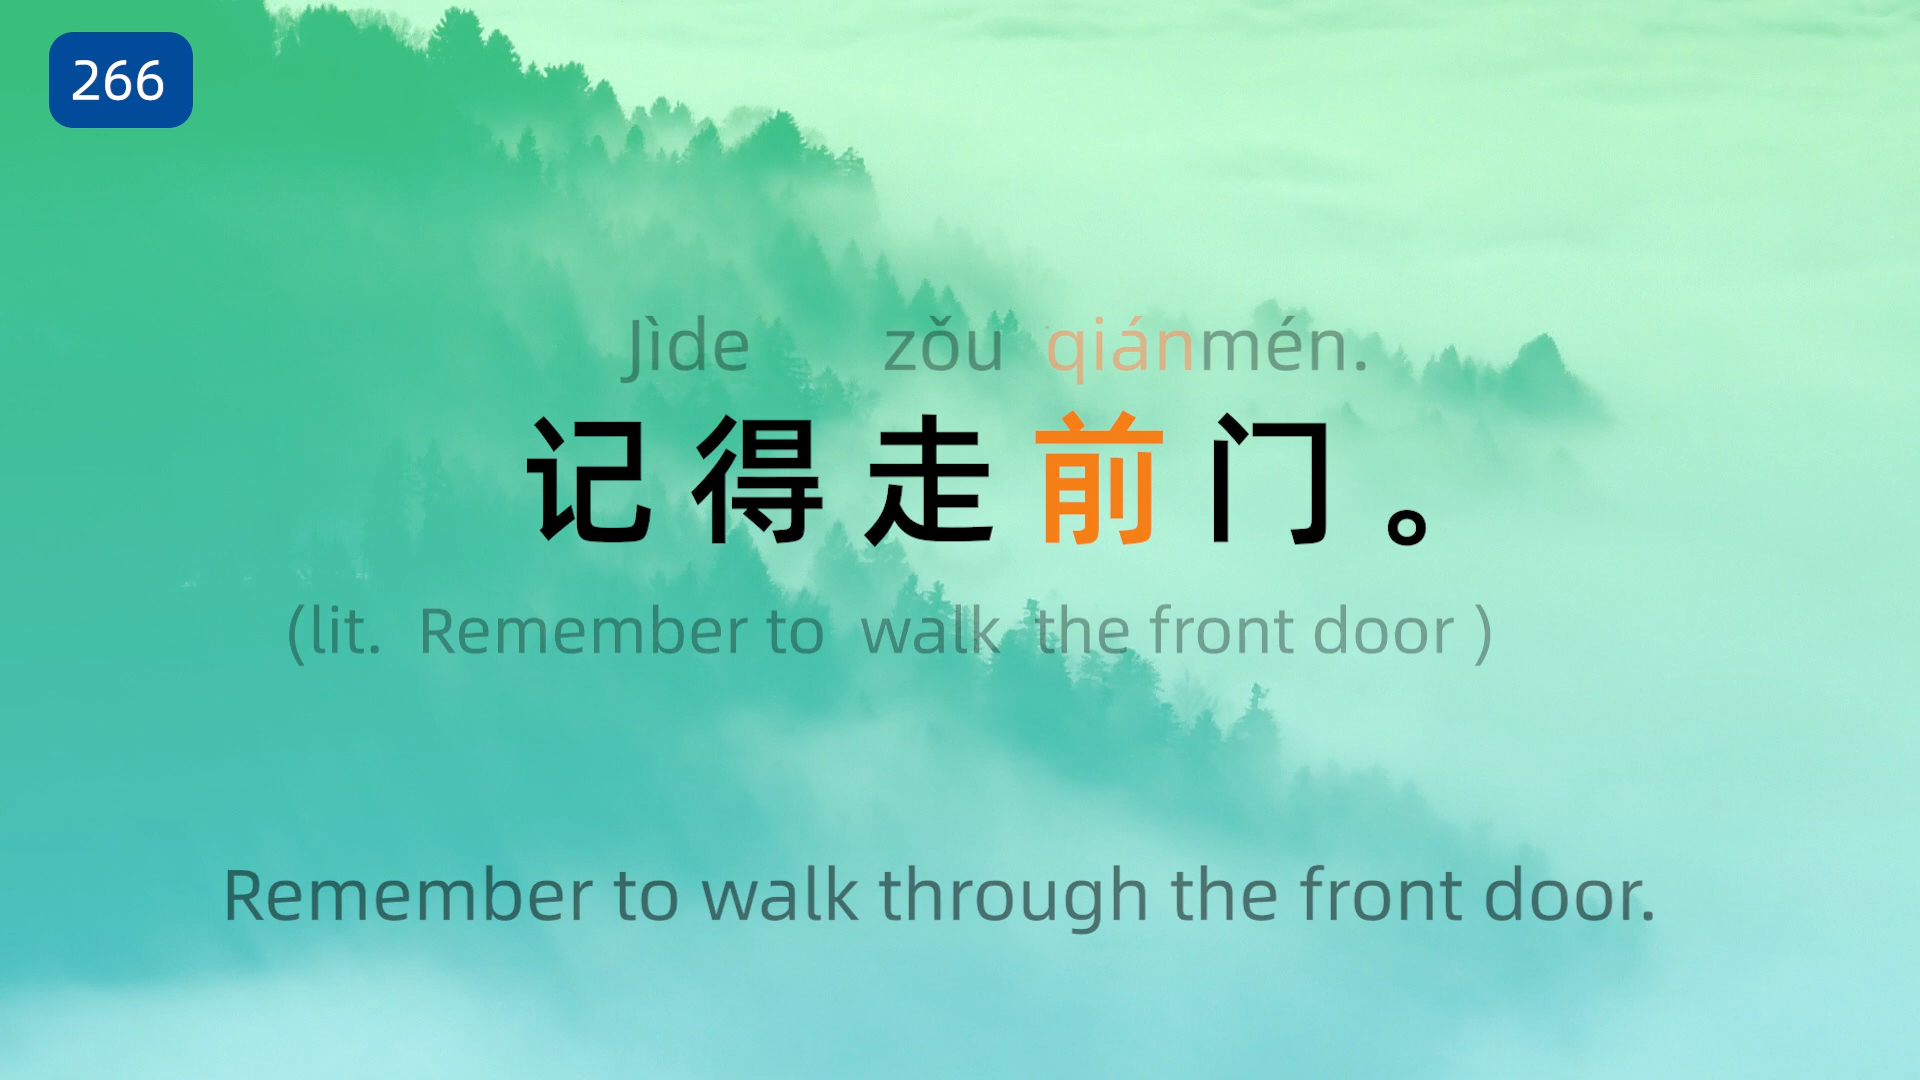 266
Jìde zǒu qiánmén.
记得走前门。
(lit. Remember to walk the front door )
Remember to walk through the front door.